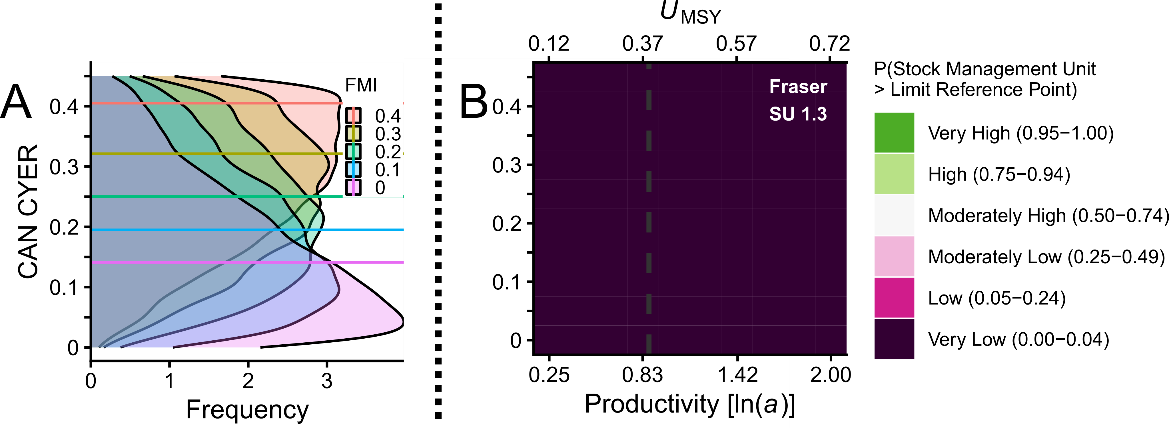 A
CAN CYER
0.4
0.3
0.2
0.1
0
0
1
2
3
Frequency
FMI
0.4
0.3
0.2
0.1
0
B
U MSY
0.12
0.37
0.57
0.72
Fraser
SU 1.3
0.4
0.3
0.2
0.1
0
0.25
0.83
1.42
2.00
Productivity [ln(a)]
P(Stock Management Unit
> Limit Reference Point)
Very High (0.95−1.00)
High (0.75−0.94)
Moderately High (0.50−0.74)
Moderately Low (0.25−0.49)
Low (0.05−0.24)
Very Low (0.00−0.04)